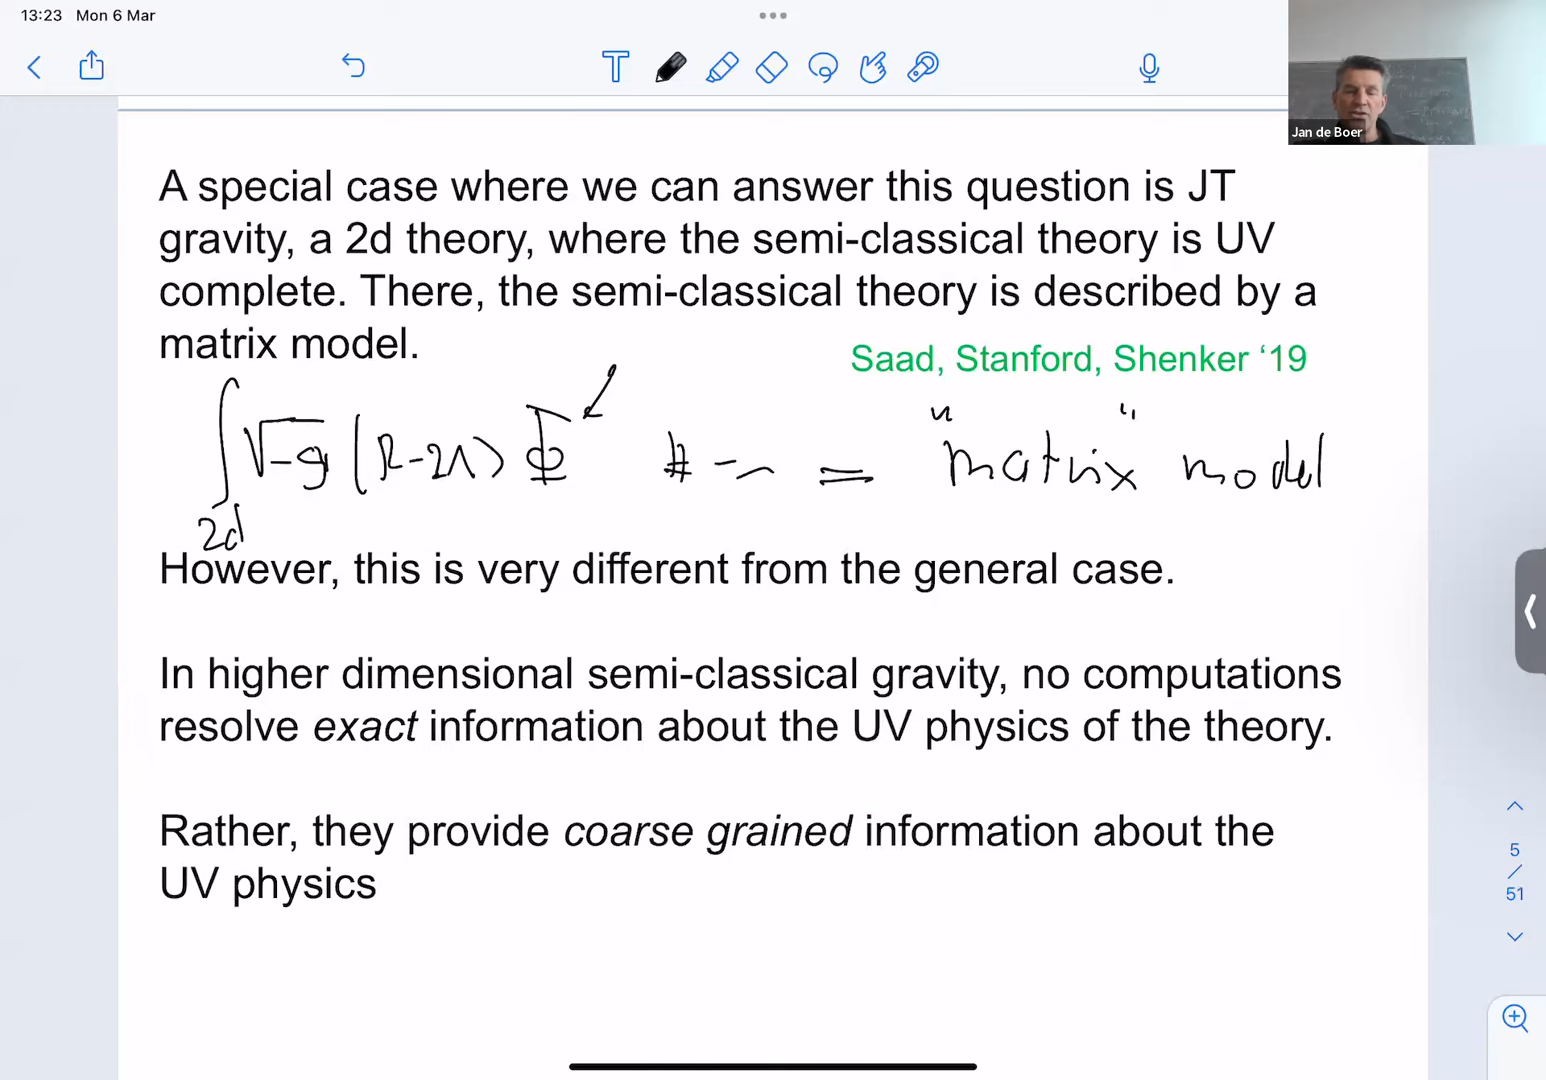 13:23 Mon 6 Mar
Jan de Boer
A special case where we can answer this question is JT
gravity, a 2d theory, where the semi-classical theory is UV
complete. There, the semi-classical theory is described by a
matrix model.
Saad, Stanford, Shenker ‘19
∫ √-g (R-2Λ) Φ = "matrix" model
2d
However, this is very different from the general case.
In higher dimensional semi-classical gravity, no computations
resolve exact information about the UV physics of the theory.
Rather, they provide coarse grained information about the
UV physics
5
/
51